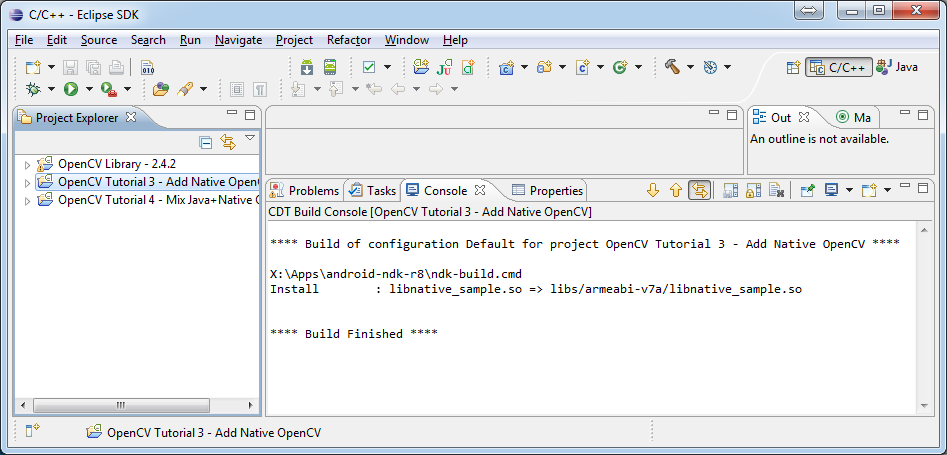 C/C++ - Eclipse SDK
File Edit Source Search Run Navigate Project Refactor Window Help
010
C/C++ Java
Project Explorer
OpenCV Library - 2.4.2
OpenCV Tutorial 3 - Add Native OpenC
OpenCV Tutorial 4 - Mix Java+Native O
Out Ma
An outline is not available.
Problems Tasks Console Properties
CDT Build Console [OpenCV Tutorial 3 - Add Native OpenCV]
**** Build of configuration Default for project OpenCV Tutorial 3 - Add Native OpenCV ****
X:\Apps\android-ndk-r8\ndk-build.cmd
Install : libnative_sample.so => libs/armeabi-v7a/libnative_sample.so
**** Build Finished ****
OpenCV Tutorial 3 - Add Native OpenCV